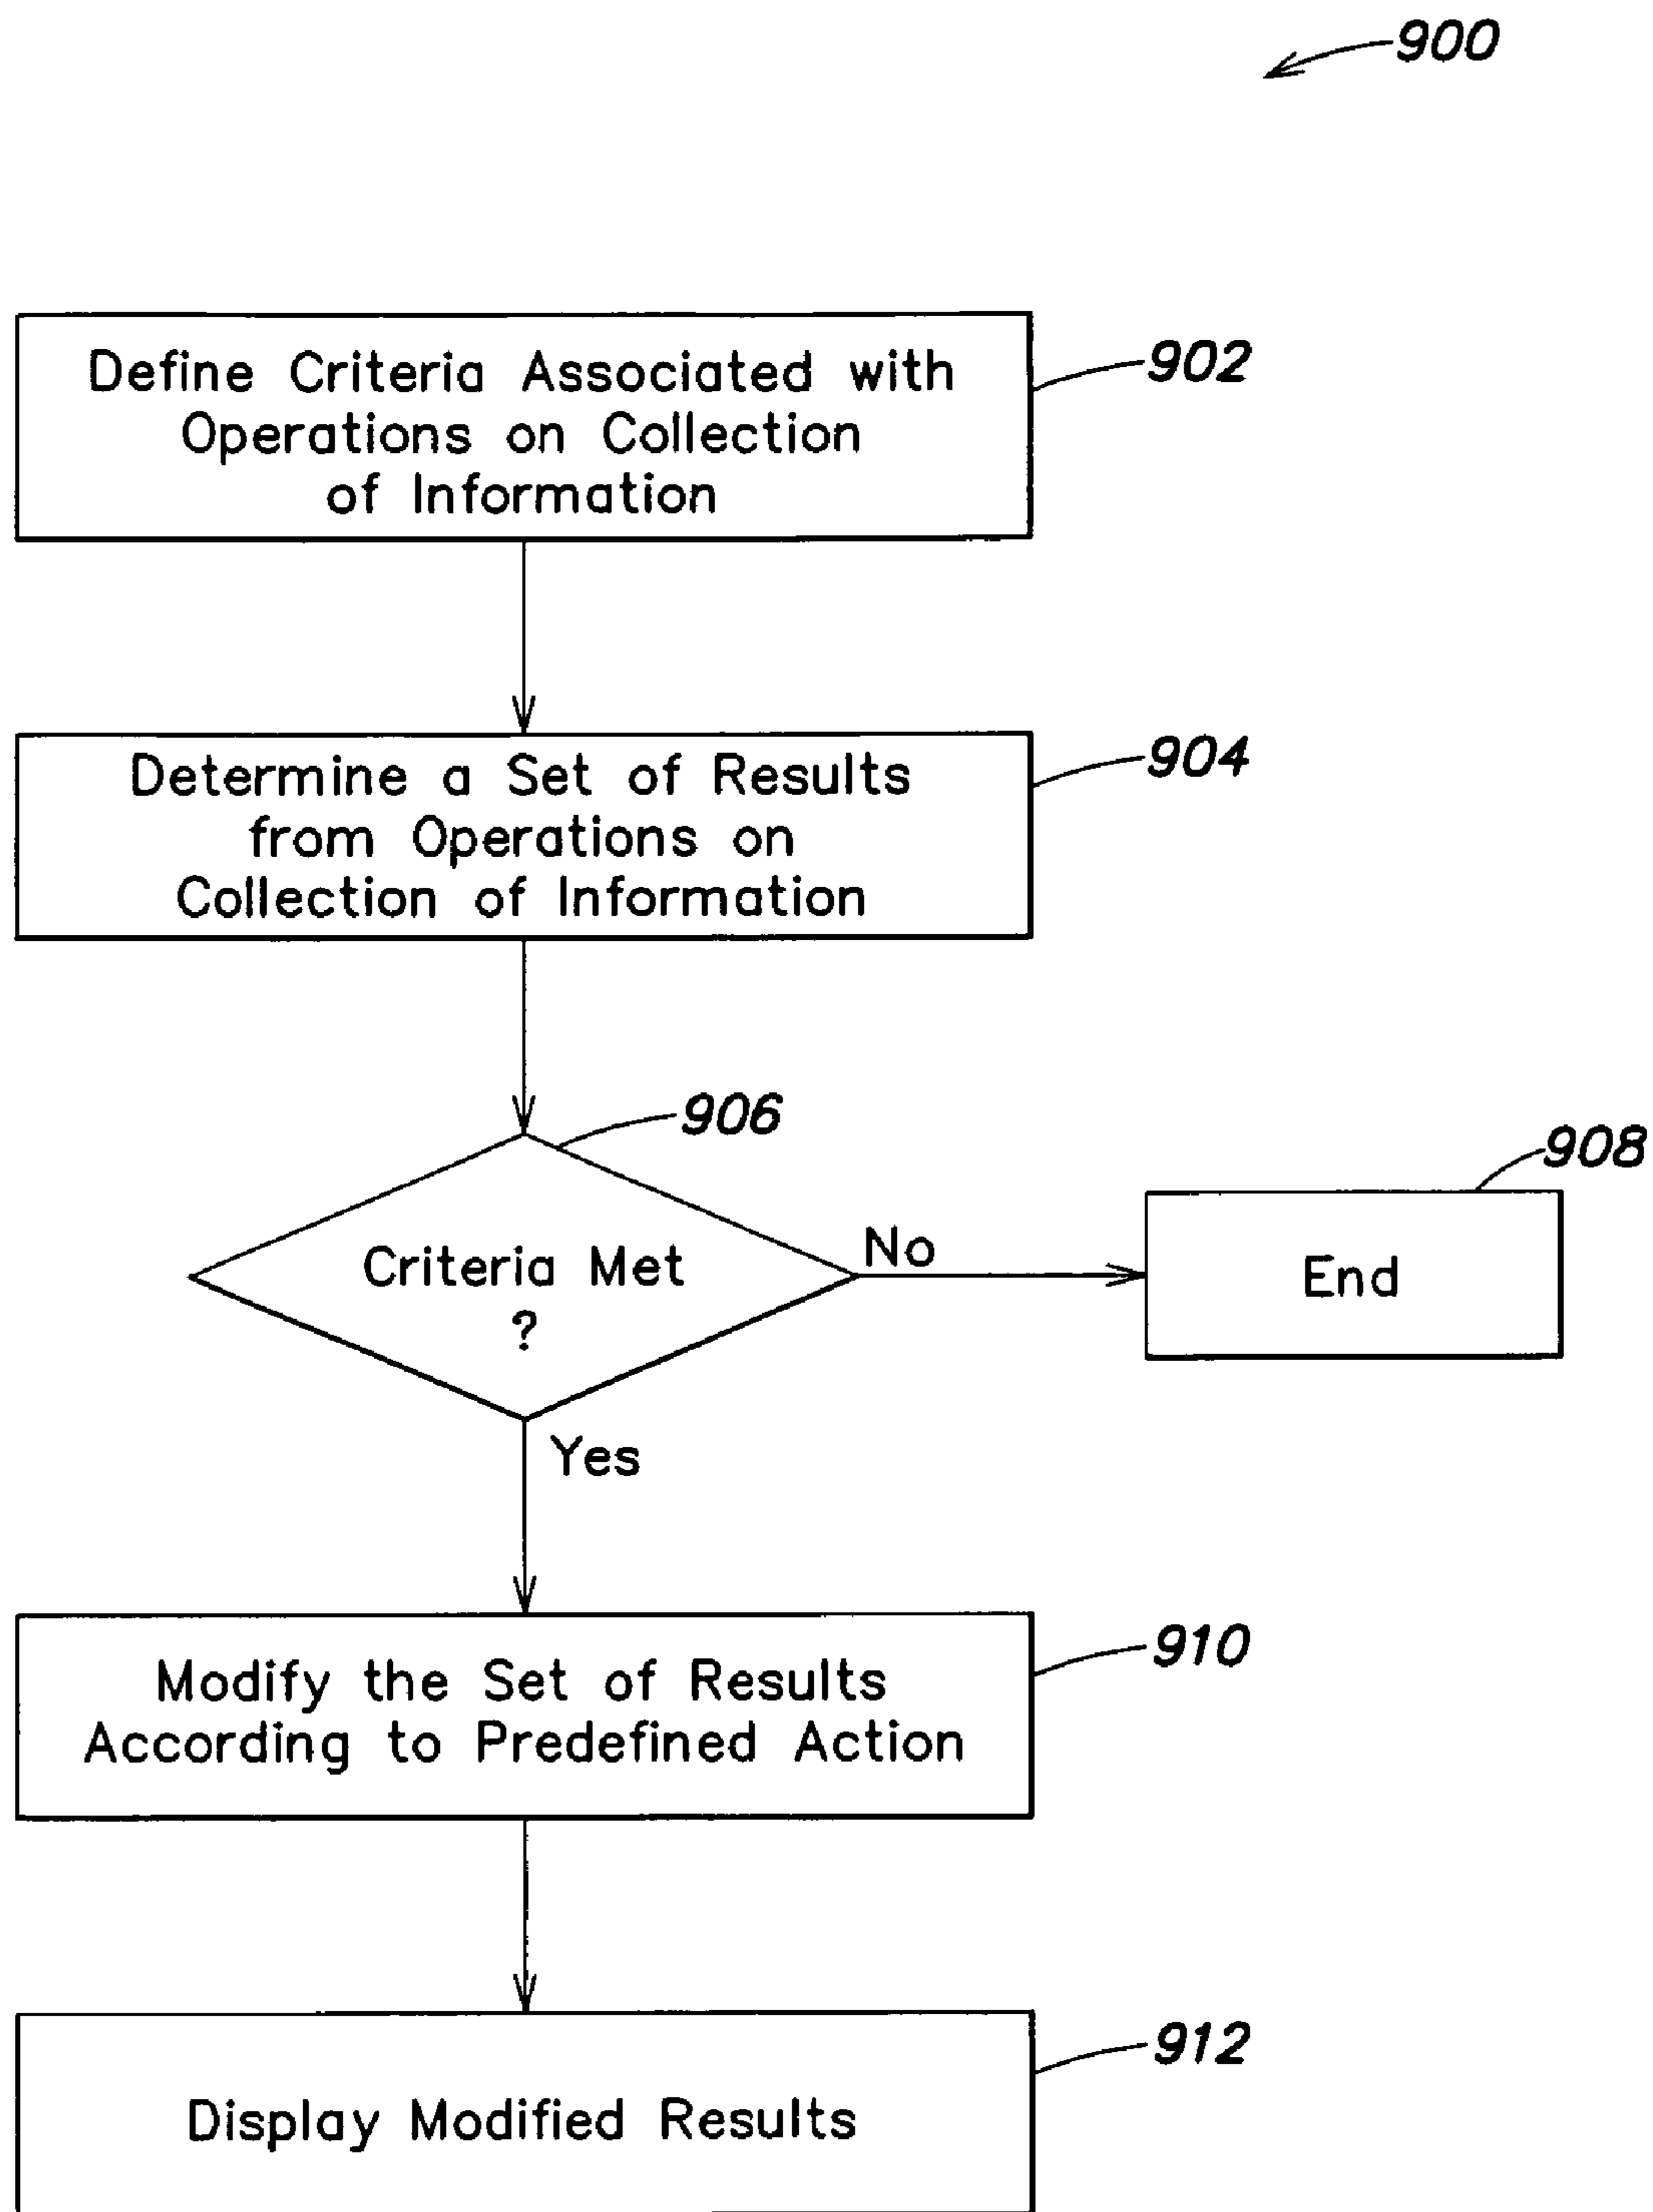 900
Define Criteria Associated with
Operations on Collection
of Information
902
Determine a Set of Results
from Operations on
Collection of Information
904
906
Criteria Met
?
No
908
End
Yes
Modify the Set of Results
According to Predefined Action
910
Display Modified Results
912